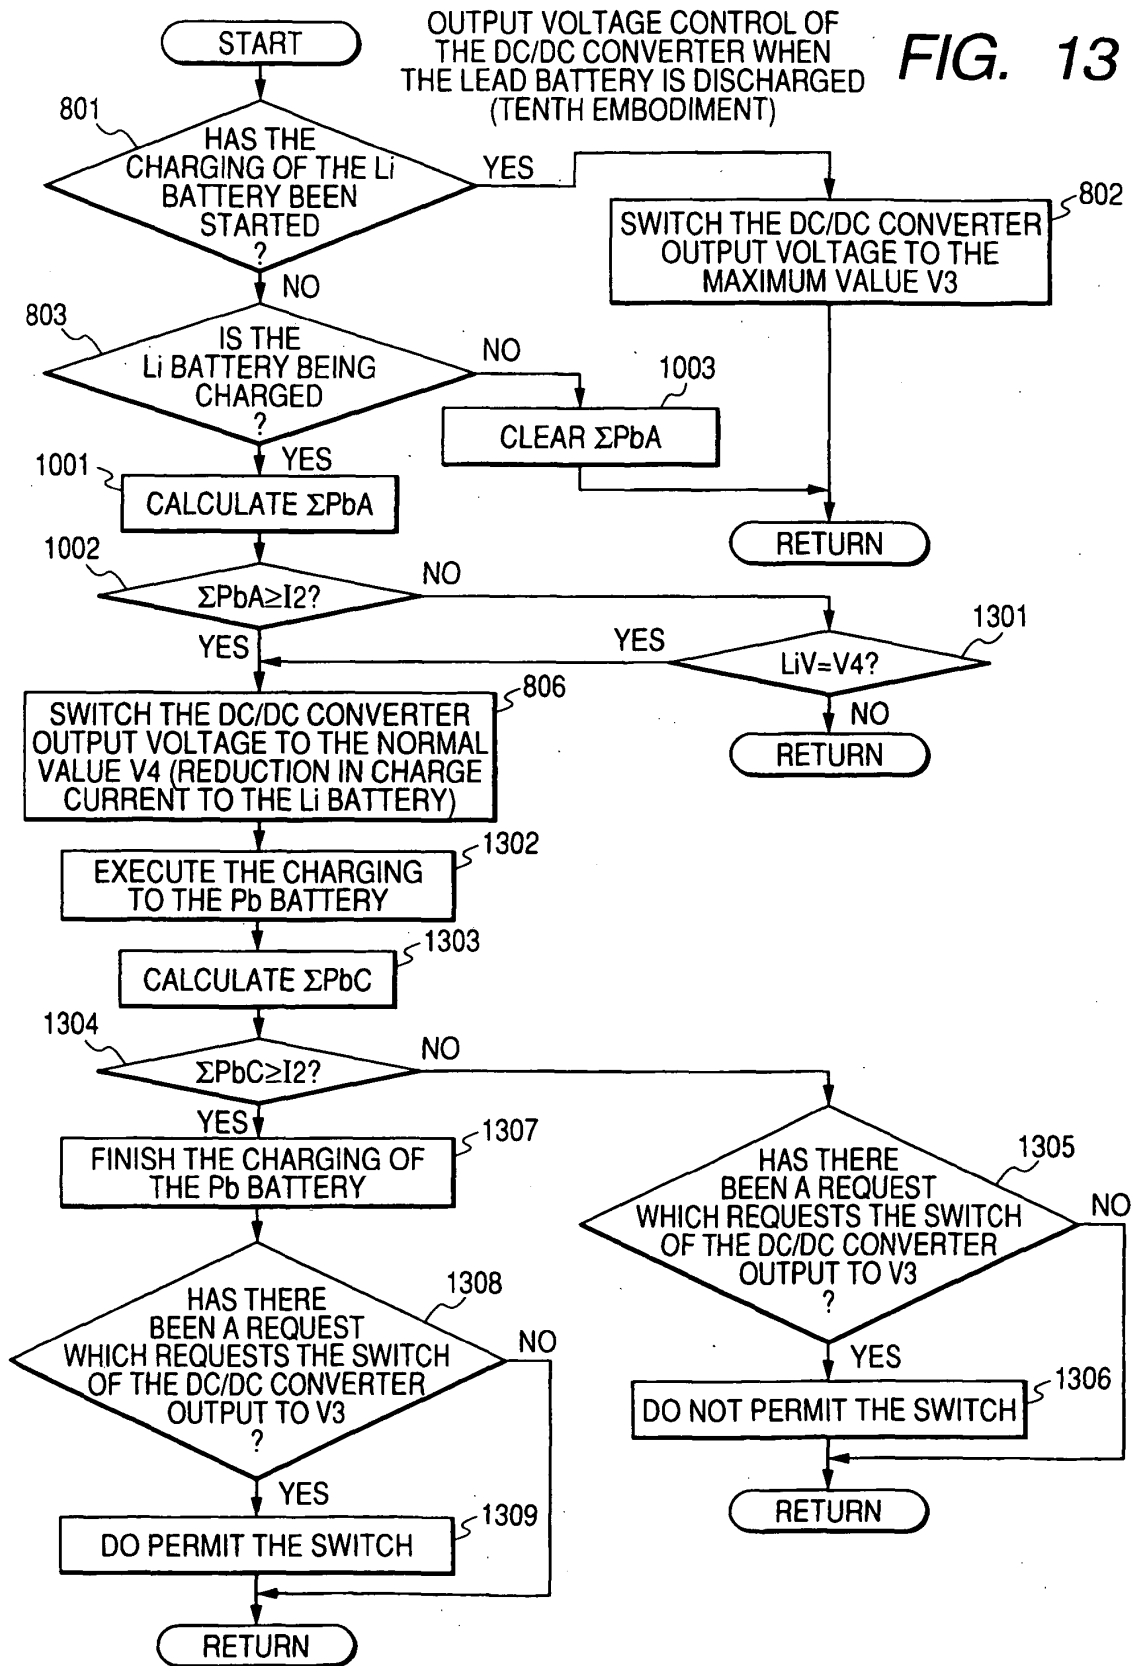 OUTPUT VOLTAGE CONTROL OF
THE DC/DC CONVERTER WHEN
THE LEAD BATTERY IS DISCHARGED
(TENTH EMBODIMENT)
FIG. 13
START
801
HAS THE
CHARGING OF THE Li
BATTERY BEEN
STARTED
?
YES
NO
802
SWITCH THE DC/DC CONVERTER
OUTPUT VOLTAGE TO THE
MAXIMUM VALUE V3
803
IS THE
Li BATTERY BEING
CHARGED
?
NO
YES
1003
CLEAR ΣPbA
RETURN
1001
CALCULATE ΣPbA
1002
ΣPbA≥I2?
NO
YES
1301
LiV=V4?
YES
NO
RETURN
806
SWITCH THE DC/DC CONVERTER
OUTPUT VOLTAGE TO THE NORMAL
VALUE V4 (REDUCTION IN CHARGE
CURRENT TO THE Li BATTERY)
1302
EXECUTE THE CHARGING
TO THE Pb BATTERY
1303
CALCULATE ΣPbC
1304
ΣPbC≥I2?
NO
YES
1307
FINISH THE CHARGING OF
THE Pb BATTERY
1305
HAS THERE
BEEN A REQUEST
WHICH REQUESTS THE SWITCH
OF THE DC/DC CONVERTER
OUTPUT TO V3
?
NO
YES
1306
DO NOT PERMIT THE SWITCH
RETURN
1308
HAS THERE
BEEN A REQUEST
WHICH REQUESTS THE SWITCH
OF THE DC/DC CONVERTER
OUTPUT TO V3
?
NO
YES
1309
DO PERMIT THE SWITCH
RETURN